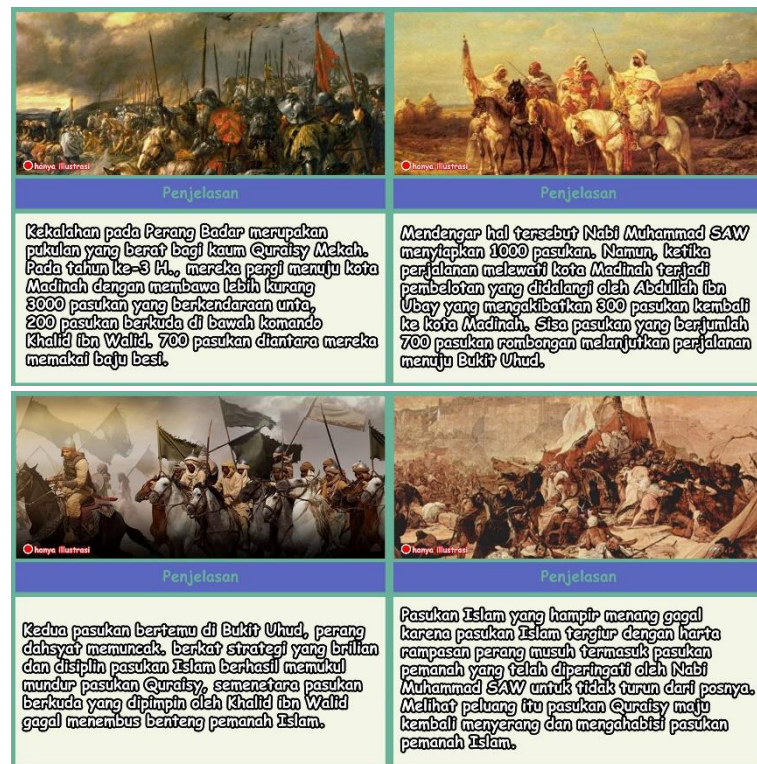 hanya illustrasi
Penjelasan
Kekalahan pada Perang Badar merupakan
pukulan yang berat bagi kaum Quraisy Mekah.
Pada tahun ke-3 H., mereka pergi menuju kota
Madinah dengan membawa lebih kurang
3000 pasukan yang berkendaraan unta,
200 pasukan berkuda di bawah komando
Khalid ibn Walid. 700 pasukan diantara mereka
memakai baju besi.
hanya illustrasi
Penjelasan
Mendengar hal tersebut Nabi Muhammad SAW
menyiapkan 1000 pasukan. Namun, ketika
perjalanan melewati kota Madinah terjadi
pembelotan yang didalangi oleh Abdullah ibn
Ubay yang mengakibatkan 300 pasukan kembali
ke kota Madinah. Sisa pasukan yang berjumlah
700 pasukan rombongan melanjutkan perjalanan
menuju Bukit Uhud.
hanya illustrasi
Penjelasan
Kedua pasukan bertemu di Bukit Uhud, perang
dahsyat memuncak. berkat strategi yang brilian
dan disiplin pasukan Islam berhasil memukul
mundur pasukan Quraisy, semenetara pasukan
berkuda yang dipimpin oleh Khalid ibn Walid
gagal menembus benteng pemanah Islam.
hanya illustrasi
Penjelasan
Pasukan Islam yang hampir menang gagal
karena pasukan Islam tergiur dengan harta
rampasan perang musuh termasuk pasukan
pemanah yang telah diperingati oleh Nabi
Muhammad SAW untuk tidak turun dari posnya.
Melihat peluang itu pasukan Quraisy maju
kembali menyerang dan mengahabisi pasukan
pemanah Islam.